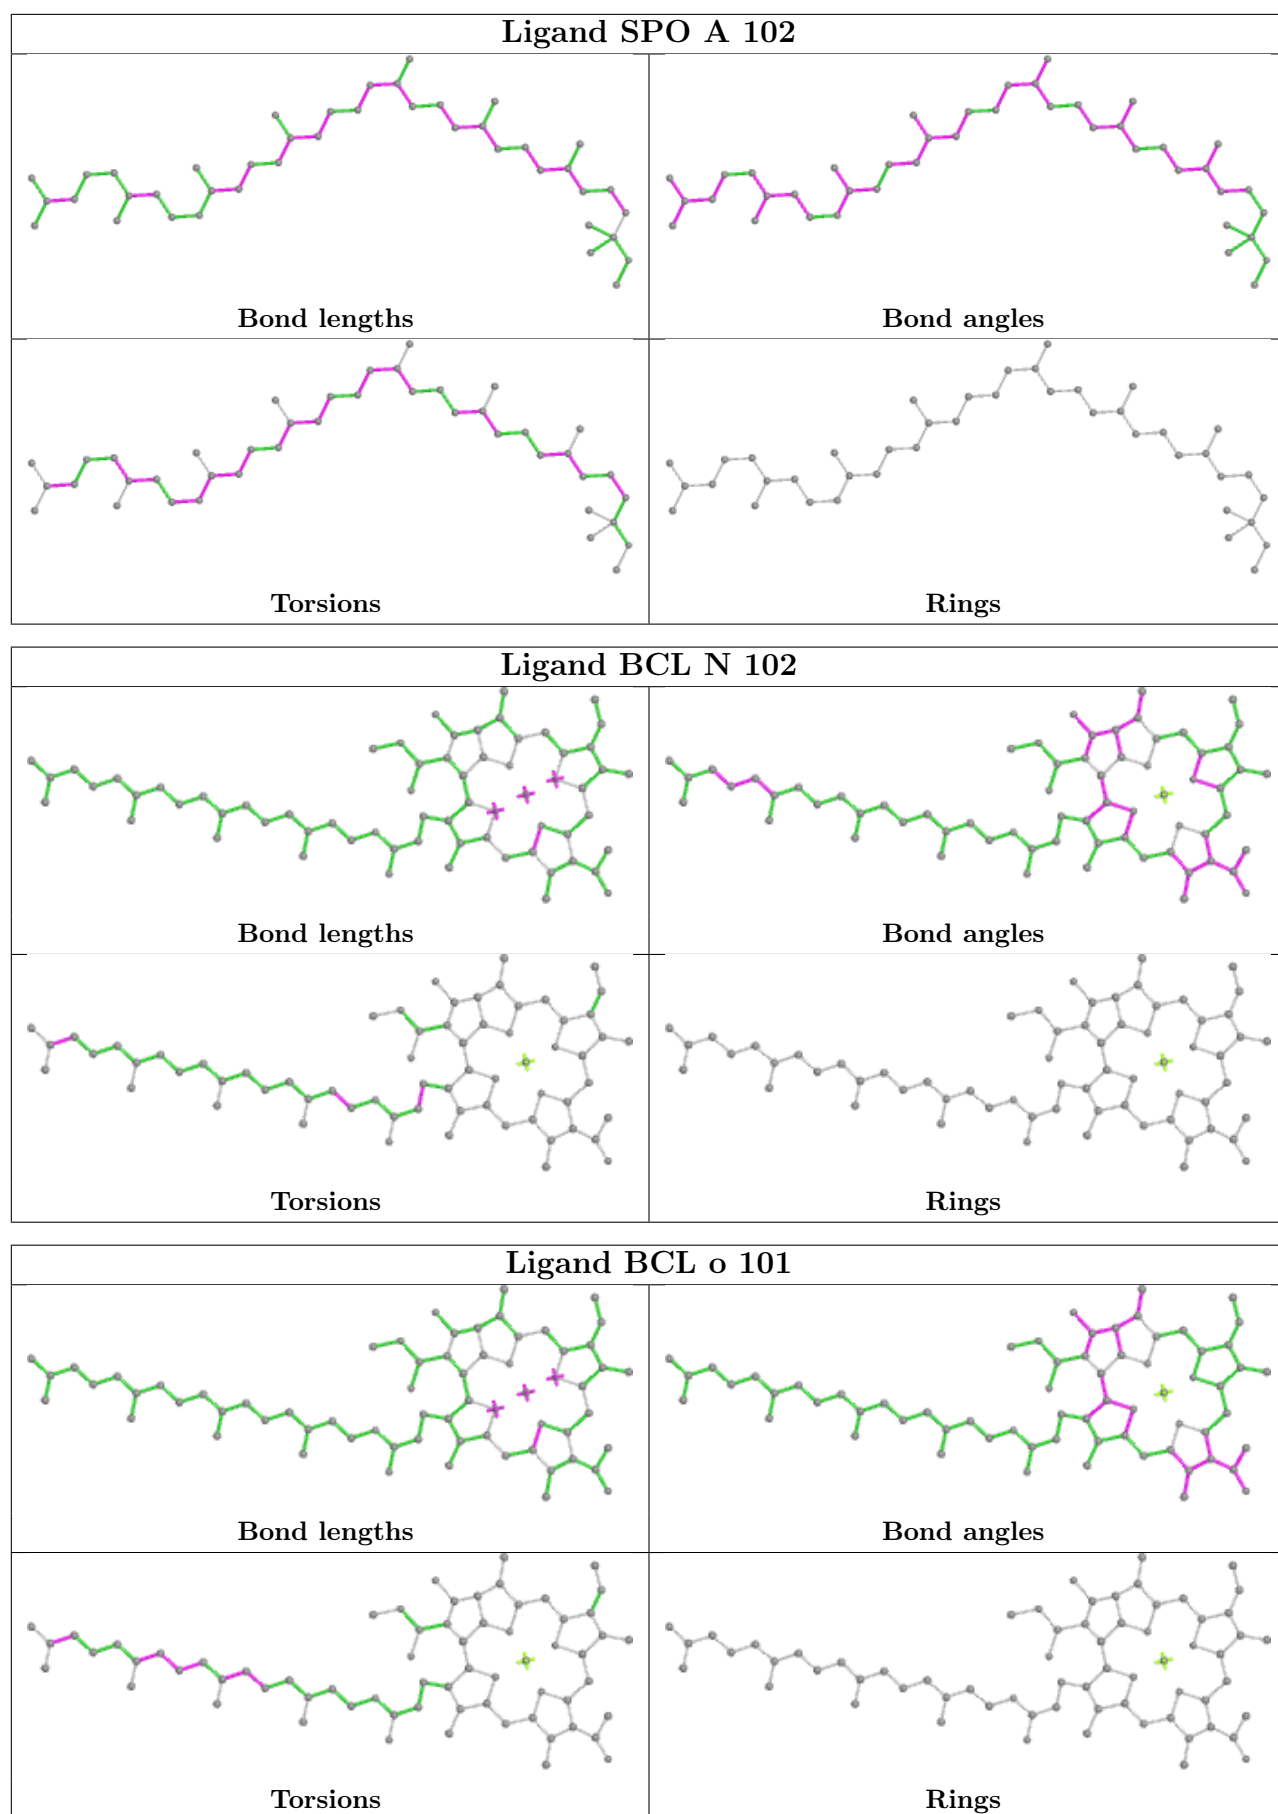 Ligand SPO A 102
Bond lengths
Bond angles
Torsions
Rings
Ligand BCL N 102
Bond lengths
Bond angles
Torsions
Rings
Ligand BCL o 101
Bond lengths
Bond angles
Torsions
Rings